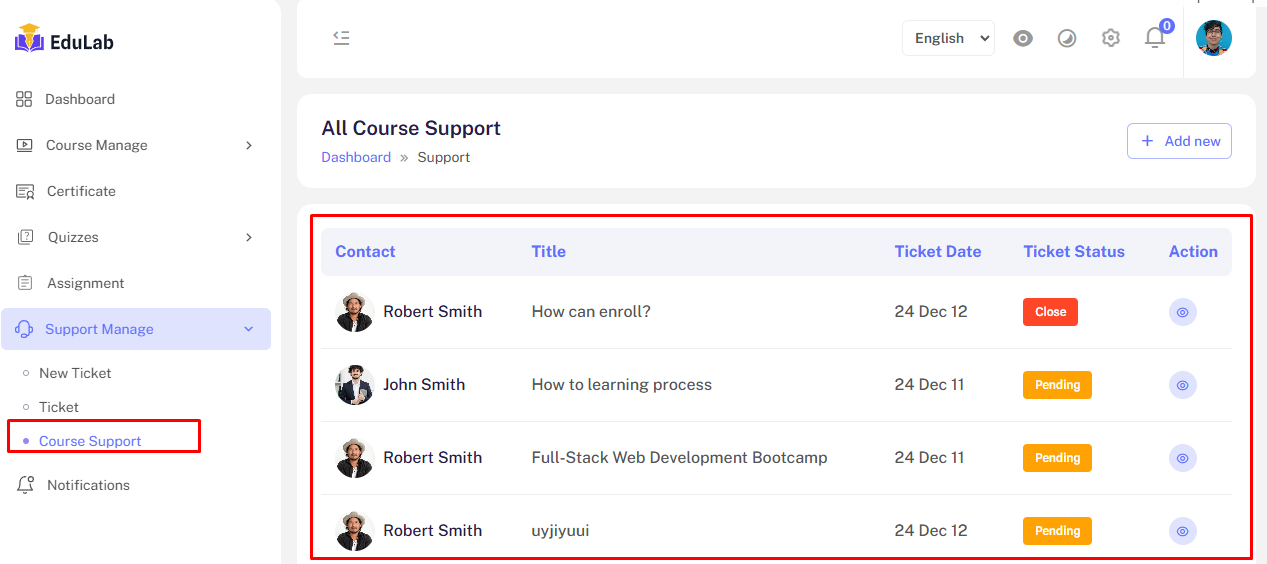 EduLab
English
0
Dashboard
Course Manage
Certificate
Quizzes
Assignment
Support Manage
New Ticket
Ticket
Course Support
Notifications
All Course Support
Dashboard » Support
+ Add new
Contact Title Ticket Date Ticket Status Action
Robert Smith How can enroll? 24 Dec 12 Close
John Smith How to learning process 24 Dec 11 Pending
Robert Smith Full-Stack Web Development Bootcamp 24 Dec 11 Pending
Robert Smith uyjiyuui 24 Dec 12 Pending